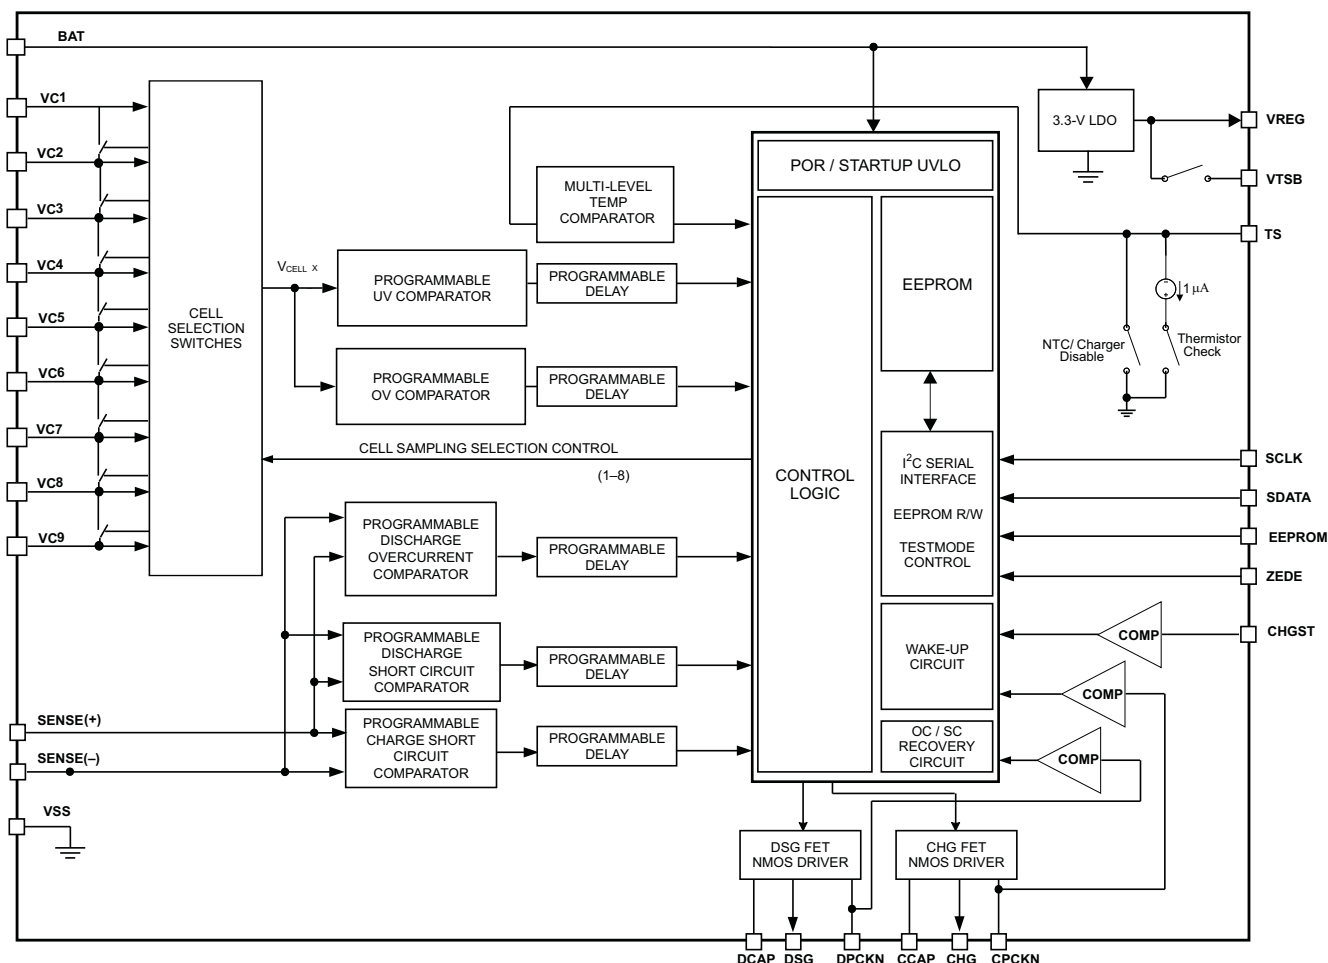 BAT
VC1
VC2
VC3
VC4
VC5
VC6
VC7
VC8
VC9
SENSE(+)
SENSE(–)
VSS
CELL
SELECTION
SWITCHES
VCELL x
MULTI-LEVEL
TEMP
COMPARATOR
PROGRAMMABLE
UV COMPARATOR
PROGRAMMABLE
DELAY
PROGRAMMABLE
OV COMPARATOR
PROGRAMMABLE
DELAY
CELL SAMPLING SELECTION CONTROL
(1–8)
PROGRAMMABLE
DISCHARGE
OVERCURRENT
COMPARATOR
PROGRAMMABLE
DELAY
PROGRAMMABLE
DISCHARGE
SHORT CIRCUIT
COMPARATOR
PROGRAMMABLE
DELAY
PROGRAMMABLE
CHARGE SHORT
CIRCUIT
COMPARATOR
PROGRAMMABLE
DELAY
POR / STARTUP UVLO
CONTROL
LOGIC
EEPROM
I2C SERIAL
INTERFACE
EEPROM R/W
TESTMODE
CONTROL
WAKE-UP
CIRCUIT
OC / SC
RECOVERY
CIRCUIT
3.3-V LDO
1 µA
NTC/ Charger
Disable
Thermistor
Check
COMP
COMP
COMP
VREG
VTSB
TS
SCLK
SDATA
EEPROM
ZEDE
CHGST
DSG FET
NMOS DRIVER
CHG FET
NMOS DRIVER
DCAP
DSG
DPCKN
CCAP
CHG
CPCKN